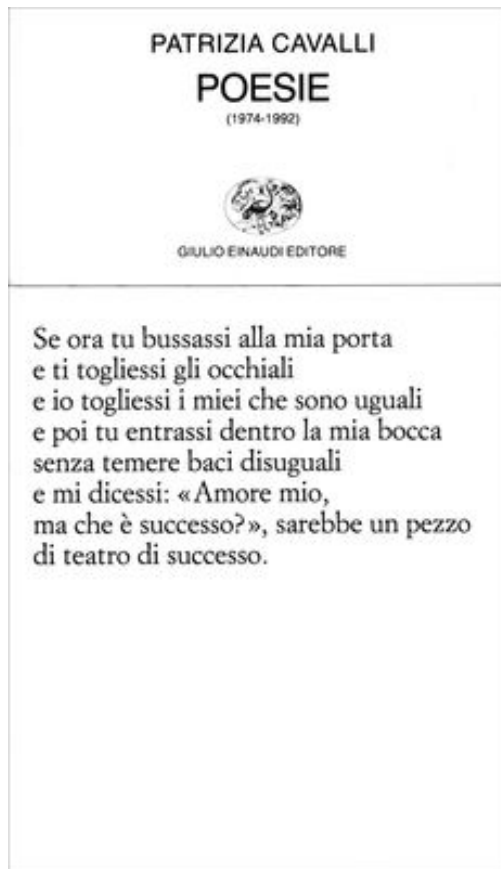 PATRIZIA CAVALLI
POESIE
(1974-1992)
GIULIO EINAUDI EDITORE
Se ora tu bussassi alla mia porta
e ti togliessi gli occhiali
e io togliessi i miei che sono uguali
e poi tu entrassi dentro la mia bocca
senza temere baci disuguali
e mi dicessi: «Amore mio,
ma che è successo?», sarebbe un pezzo
di teatro di successo.